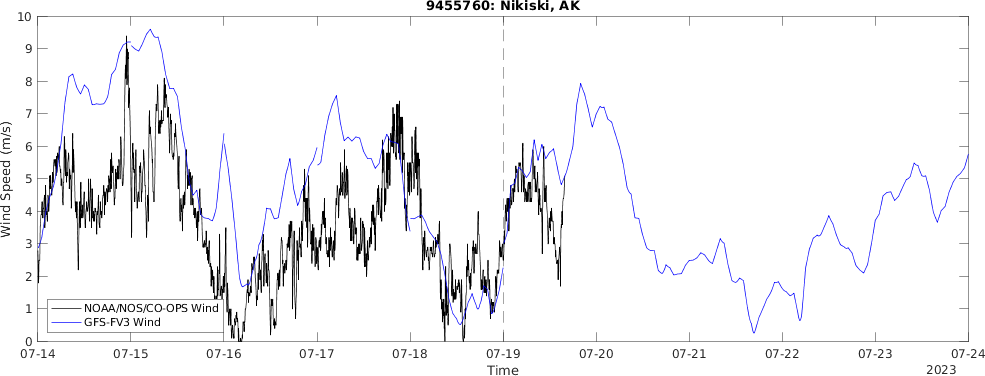 9455760: Nikiski, AK
Wind Speed (m/s)
10
9
8
7
6
5
4
3
2
1
0
NOAA/NOS/CO-OPS Wind
GFS-FV3 Wind
07-14 07-15 07-16 07-17 07-18 07-19 07-20 07-21 07-22 07-23 07-24
Time
2023